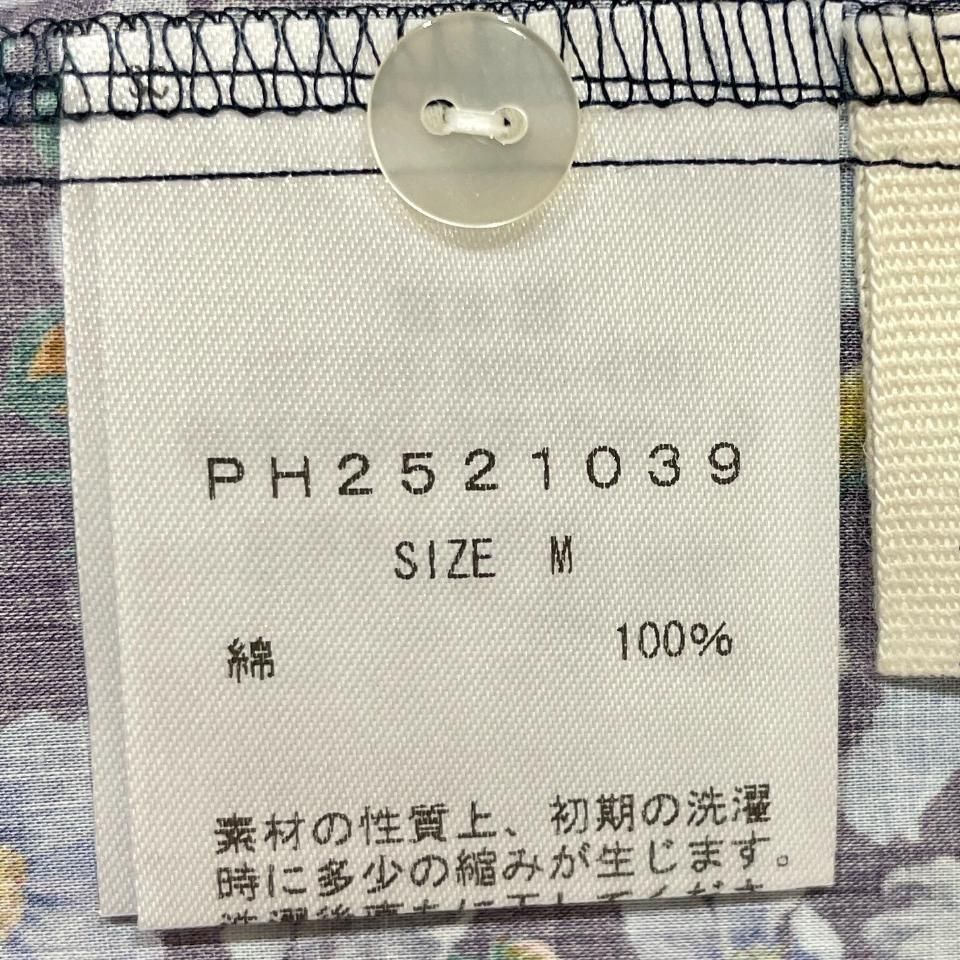 PH2521039
SIZE M
綿 100%
素材の性質上、初期の洗濯
時に多少の縮みが生じます。